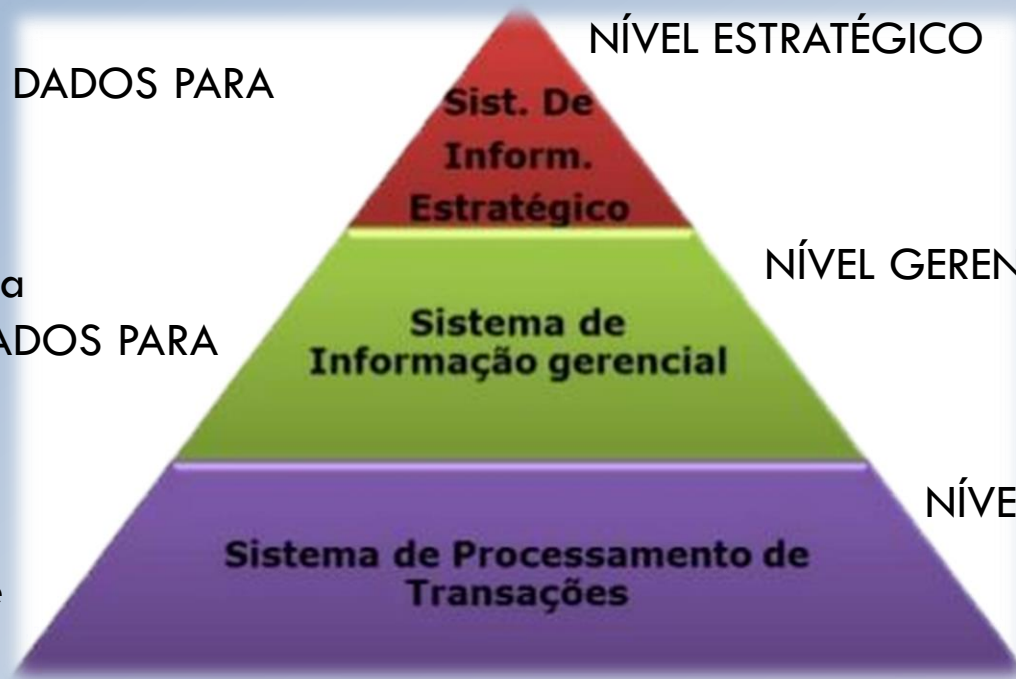 NÍVEL ESTRATÉGICO
DADOS PARA
Sist. De
Inform.
Estratégico
NÍVEL GEREN
a
ADOS PARA
Sistema de
Informação gerencial
NÍVE
Sistema de Processamento de
Transações
e